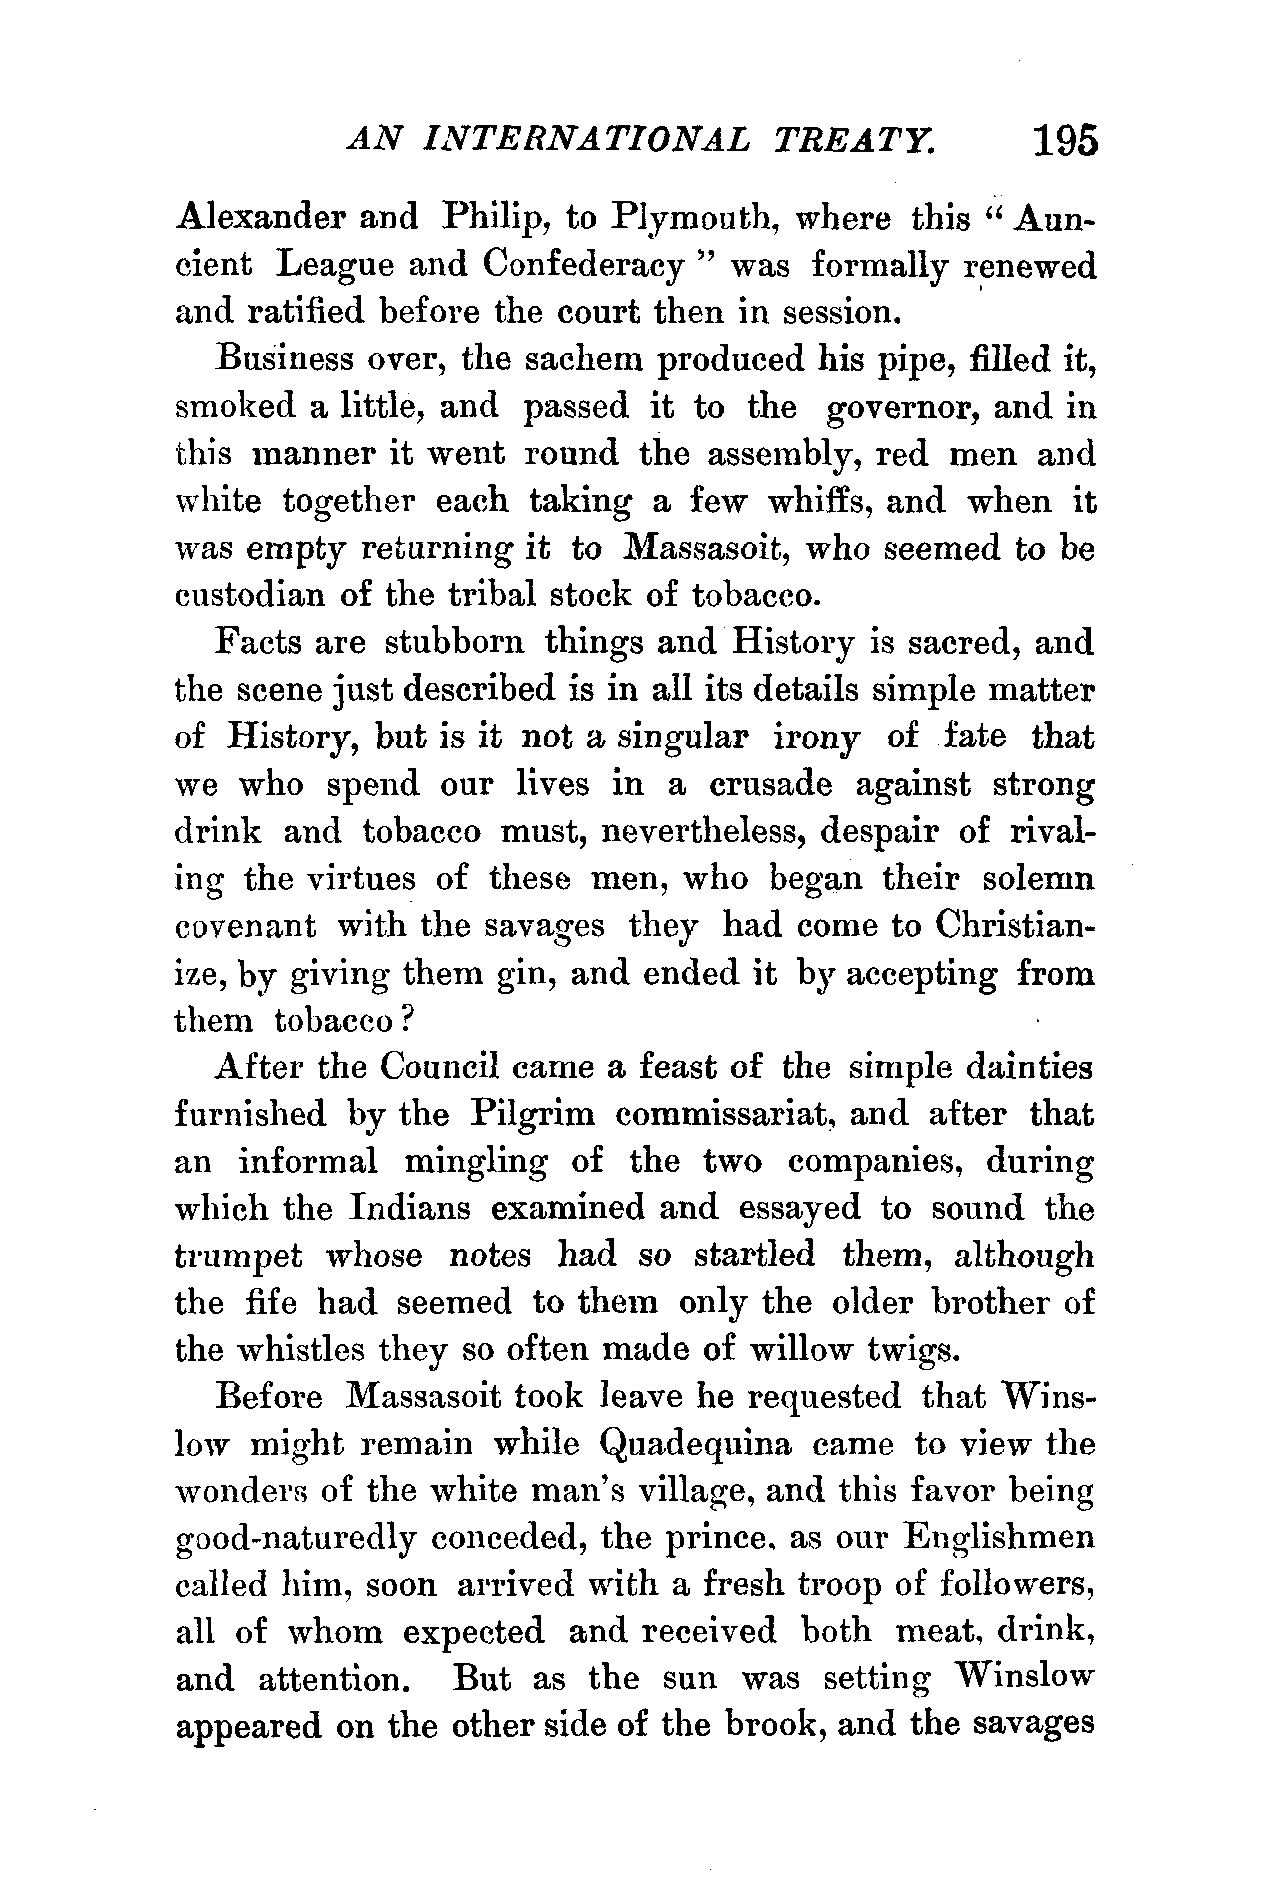 AN INTERNATIONAL TREATY. 195
Alexander and Philip, to Plymouth, where this “ Aun-
cient League and Confederacy ” was formally renewed
and ratified before the court then in session.
Business over, the sachem produced his pipe, filled it,
smoked a little, and passed it to the governor, and in
this manner it went round the assembly, red men and
white together each taking a few whiffs, and when it
was empty returning it to Massasoit, who seemed to be
custodian of the tribal stock of tobacco.
Facts are stubborn things and History is sacred, and
the scene just described is in all its details simple matter
of History, but is it not a singular irony of fate that
we who spend our lives in a crusade against strong
drink and tobacco must, nevertheless, despair of rival-
ing the virtues of these men, who began their solemn
covenant with the savages they had come to Christian-
ize, by giving them gin, and ended it by accepting from
them tobacco ?
After the Council came a feast of the simple dainties
furnished by the Pilgrim commissariat, and after that
an informal mingling of the two companies, during
which the Indians examined and essayed to sound the
trumpet whose notes had so startled them, although
the fife had seemed to them only the older brother of
the whistles they so often made of willow twigs.
Before Massasoit took leave he requested that Wins-
low might remain while Quadequina came to view the
wonders of the white man’s village, and this favor being
good-naturedly conceded, the prince, as our Englishmen
called him, soon arrived with a fresh troop of followers,
all of whom expected and received both meat, drink,
and attention. But as the sun was setting Winslow
appeared on the other side of the brook, and the savages